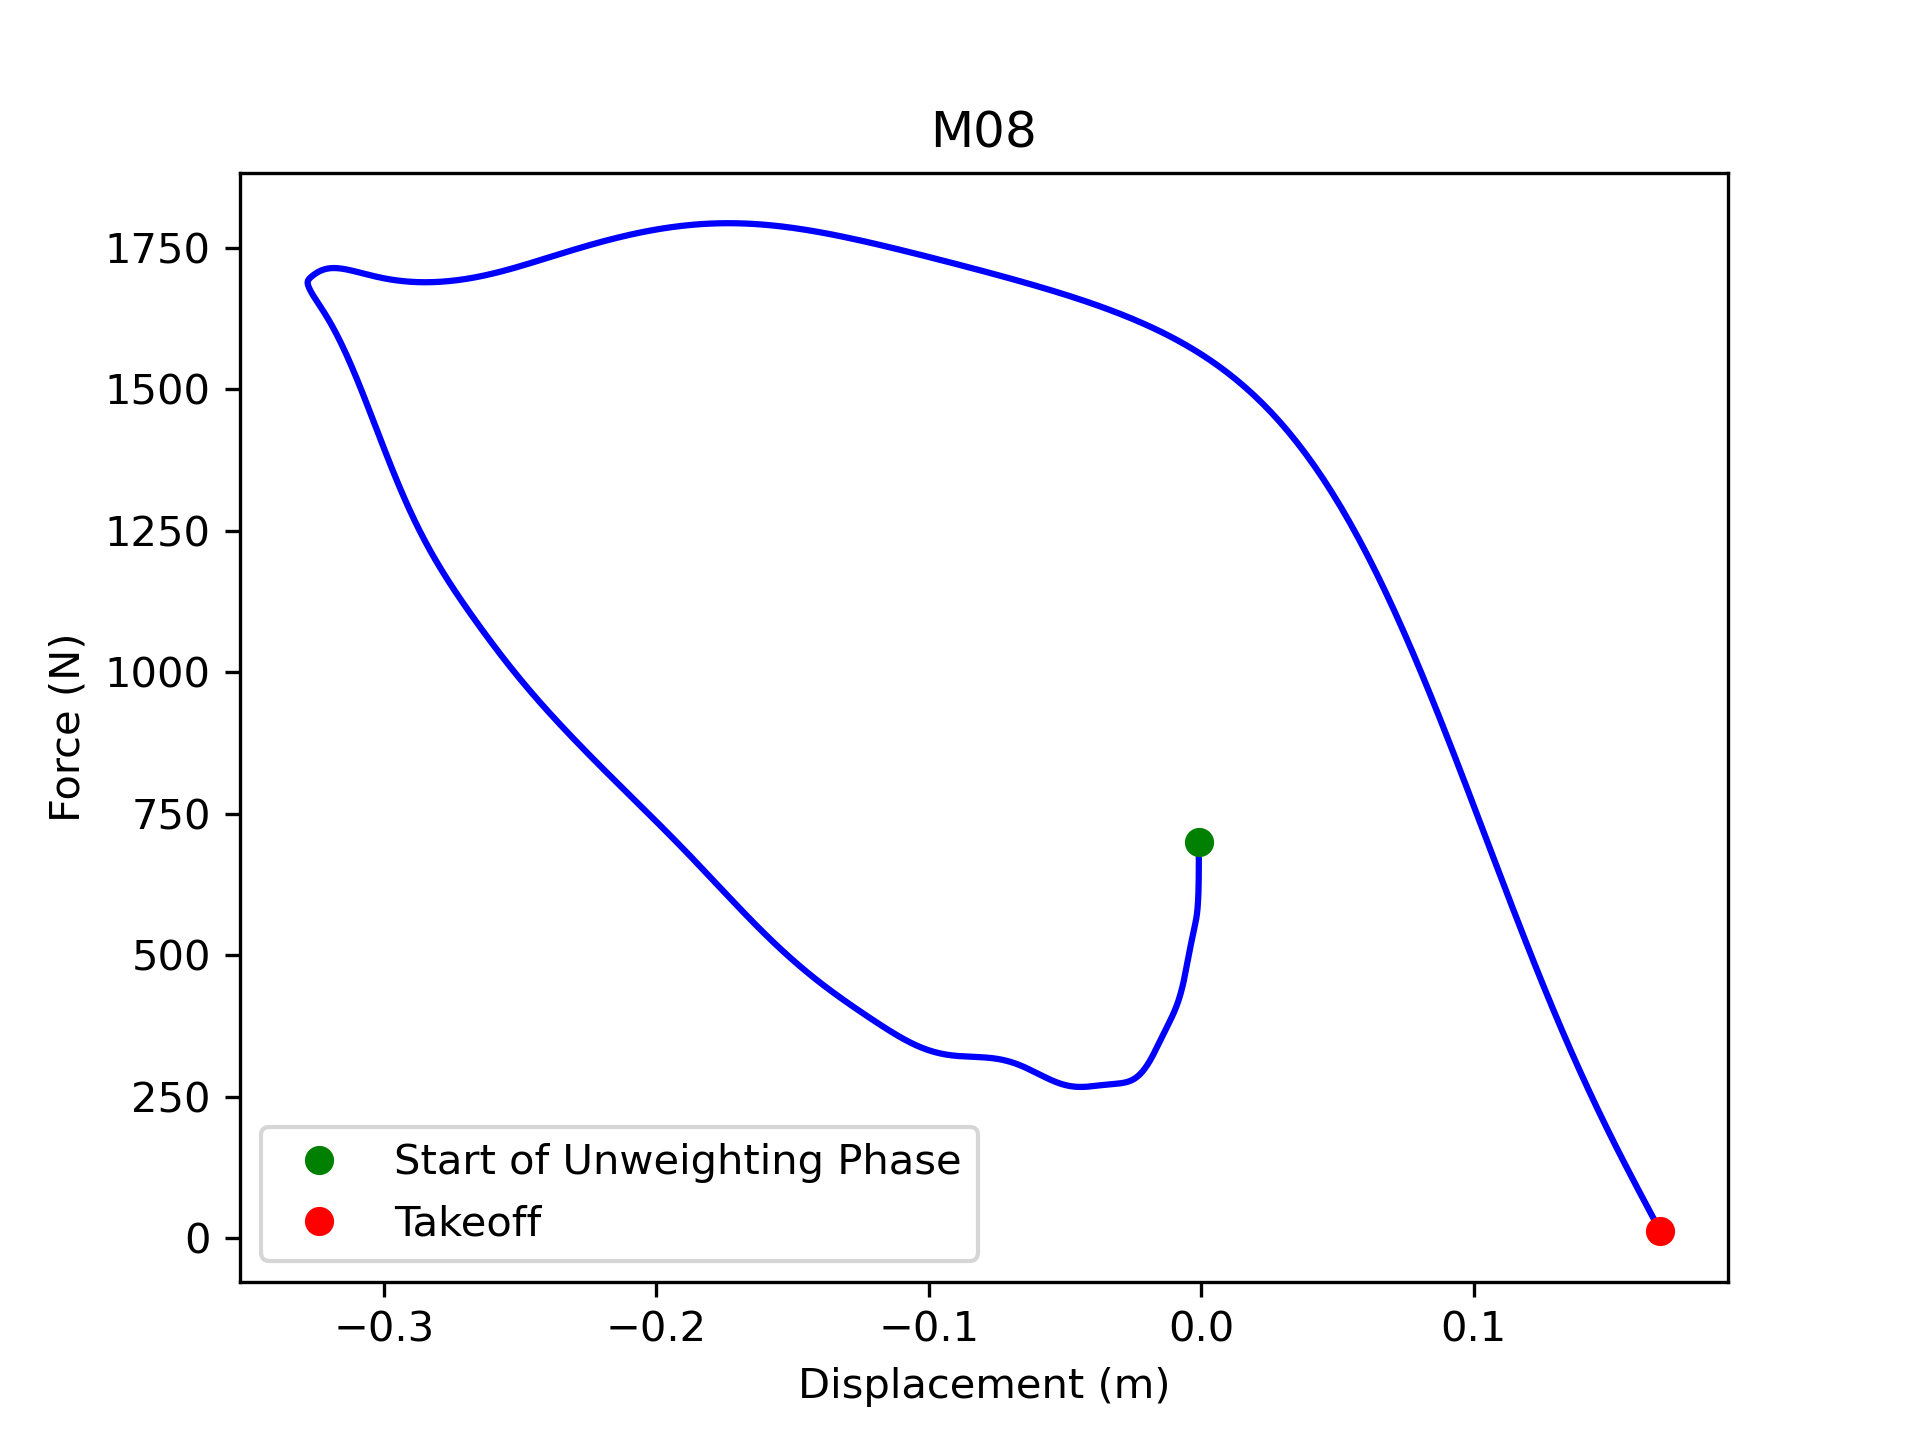 M08
Force (N)
1750
1500
1250
1000
750
500
250
0
Start of Unweighting Phase
Takeoff
−0.3 −0.2 −0.1 0.0 0.1
Displacement (m)